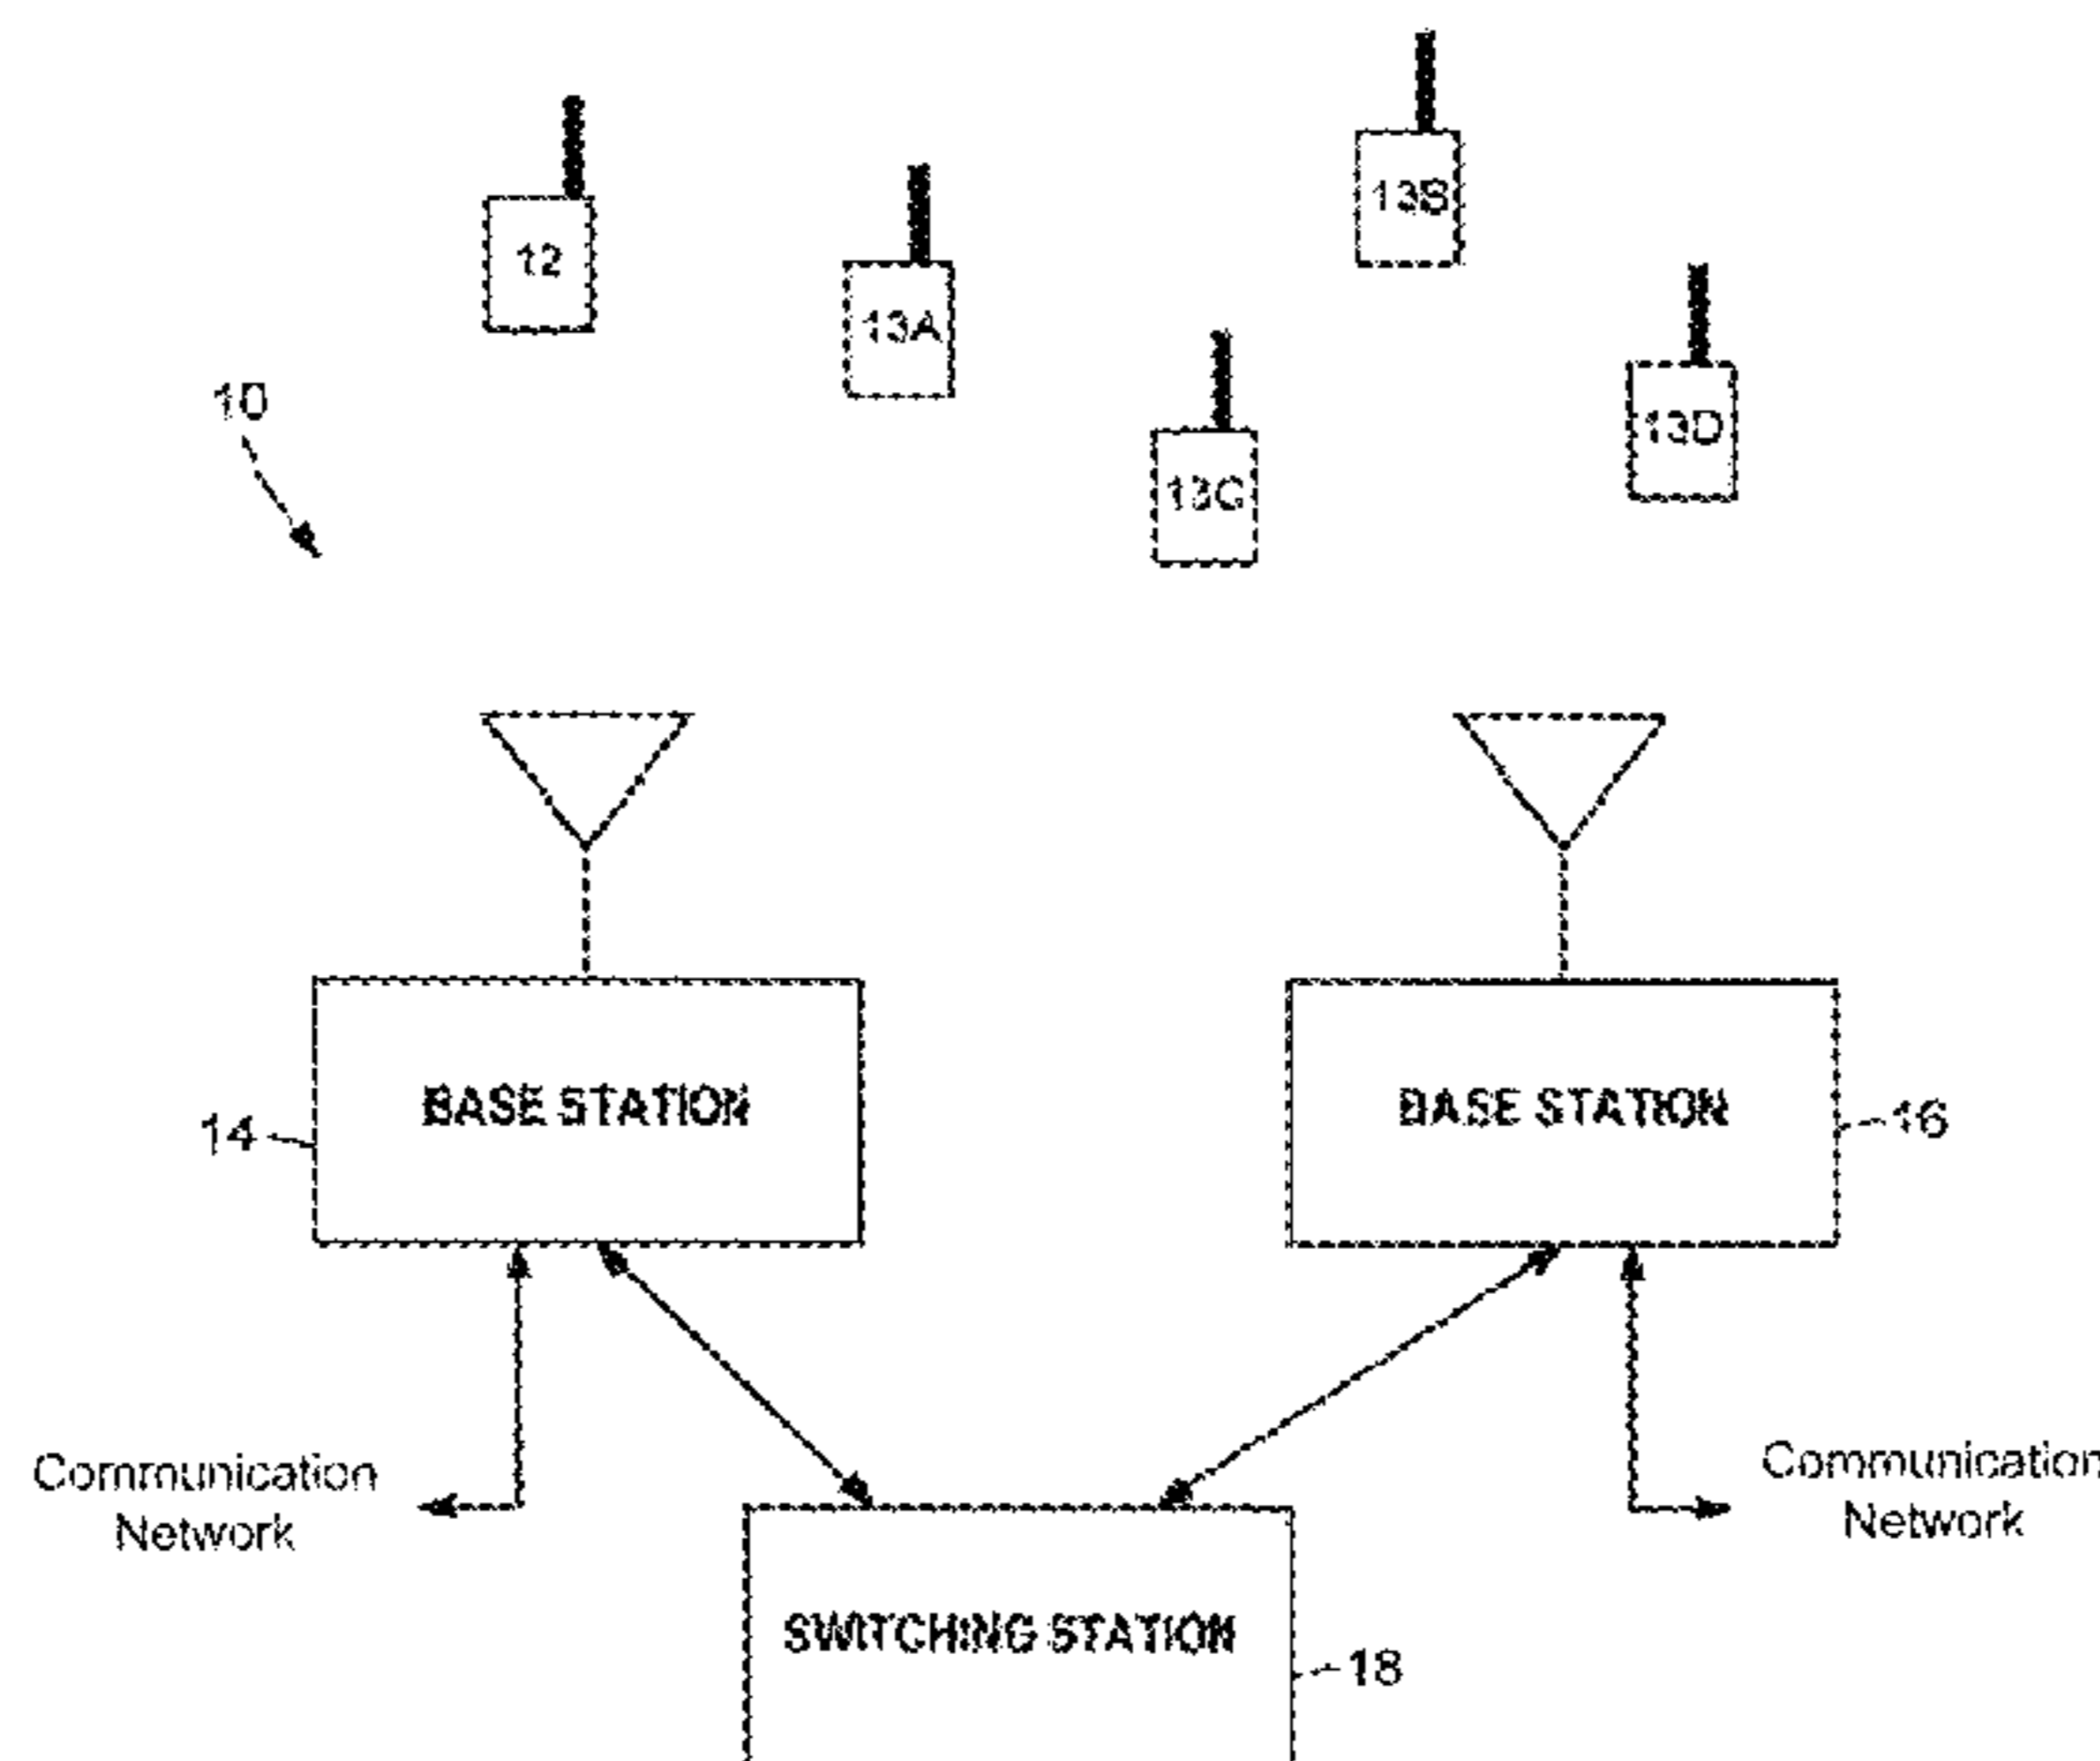 13B
12
13A
13D
10
13C
BASE STATION
BASE STATION
14
16
Communication
Network
Communication
Network
SWITCHING STATION
18